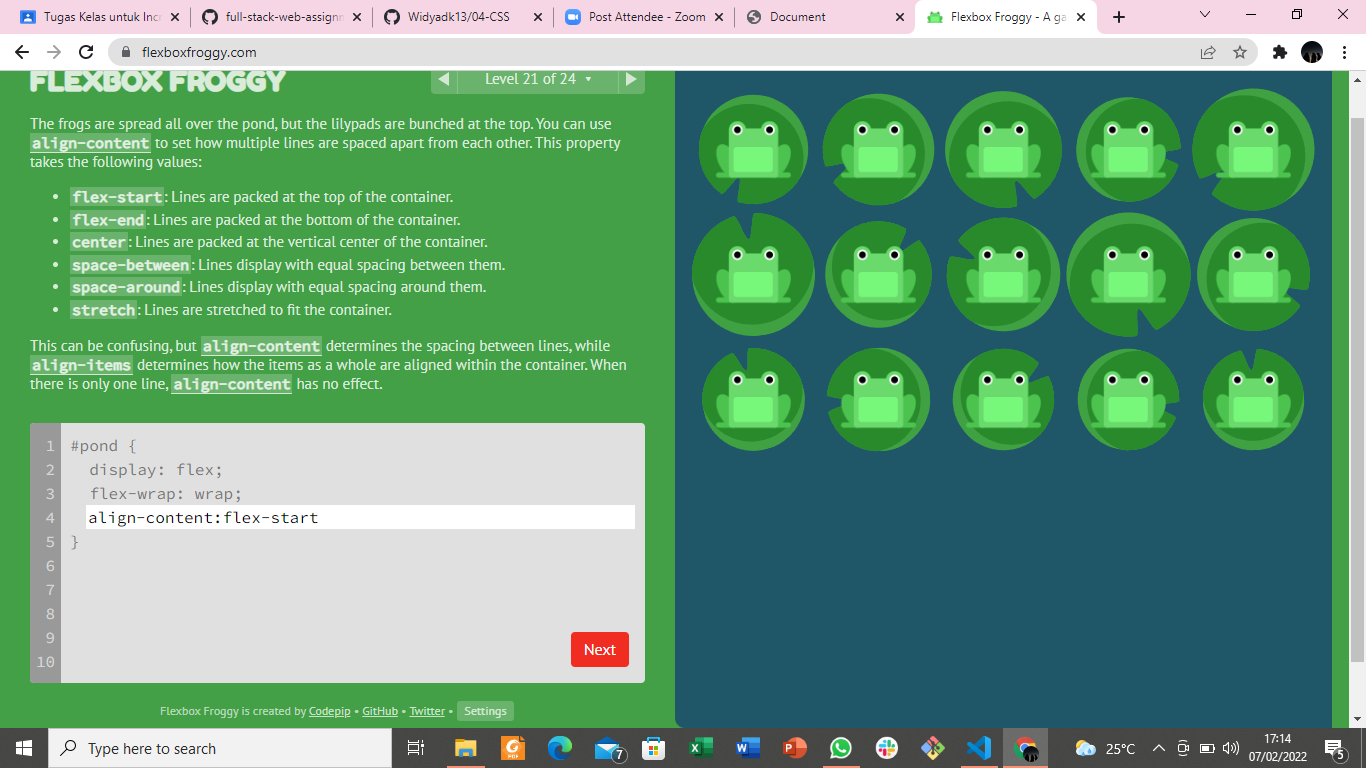 Tugas Kelas untuk Incr
full-stack-web-assignm
Widyadk13/04-CSS
Post Attendee - Zoom
Document
Flexbox Froggy - A ga
flexboxfroggy.com
FLEXBOX FROGGY
Level 21 of 24
The frogs are spread all over the pond, but the lilypads are bunched at the top. You can use
align-content to set how multiple lines are spaced apart from each other. This property
takes the following values:
• flex-start: Lines are packed at the top of the container.
• flex-end: Lines are packed at the bottom of the container.
• center: Lines are packed at the vertical center of the container.
• space-between: Lines display with equal spacing between them.
• space-around: Lines display with equal spacing around them.
• stretch: Lines are stretched to fit the container.
This can be confusing, but align-content determines the spacing between lines, while
align-items determines how the items as a whole are aligned within the container. When
there is only one line, align-content has no effect.
1 #pond {
2 display: flex;
3 flex-wrap: wrap;
4 align-content:flex-start
5 }
6
7
8
9
10
Next
Flexbox Froggy is created by Codepip • GitHub • Twitter • Settings
Type here to search
7
25°C
17:14
07/02/2022
5